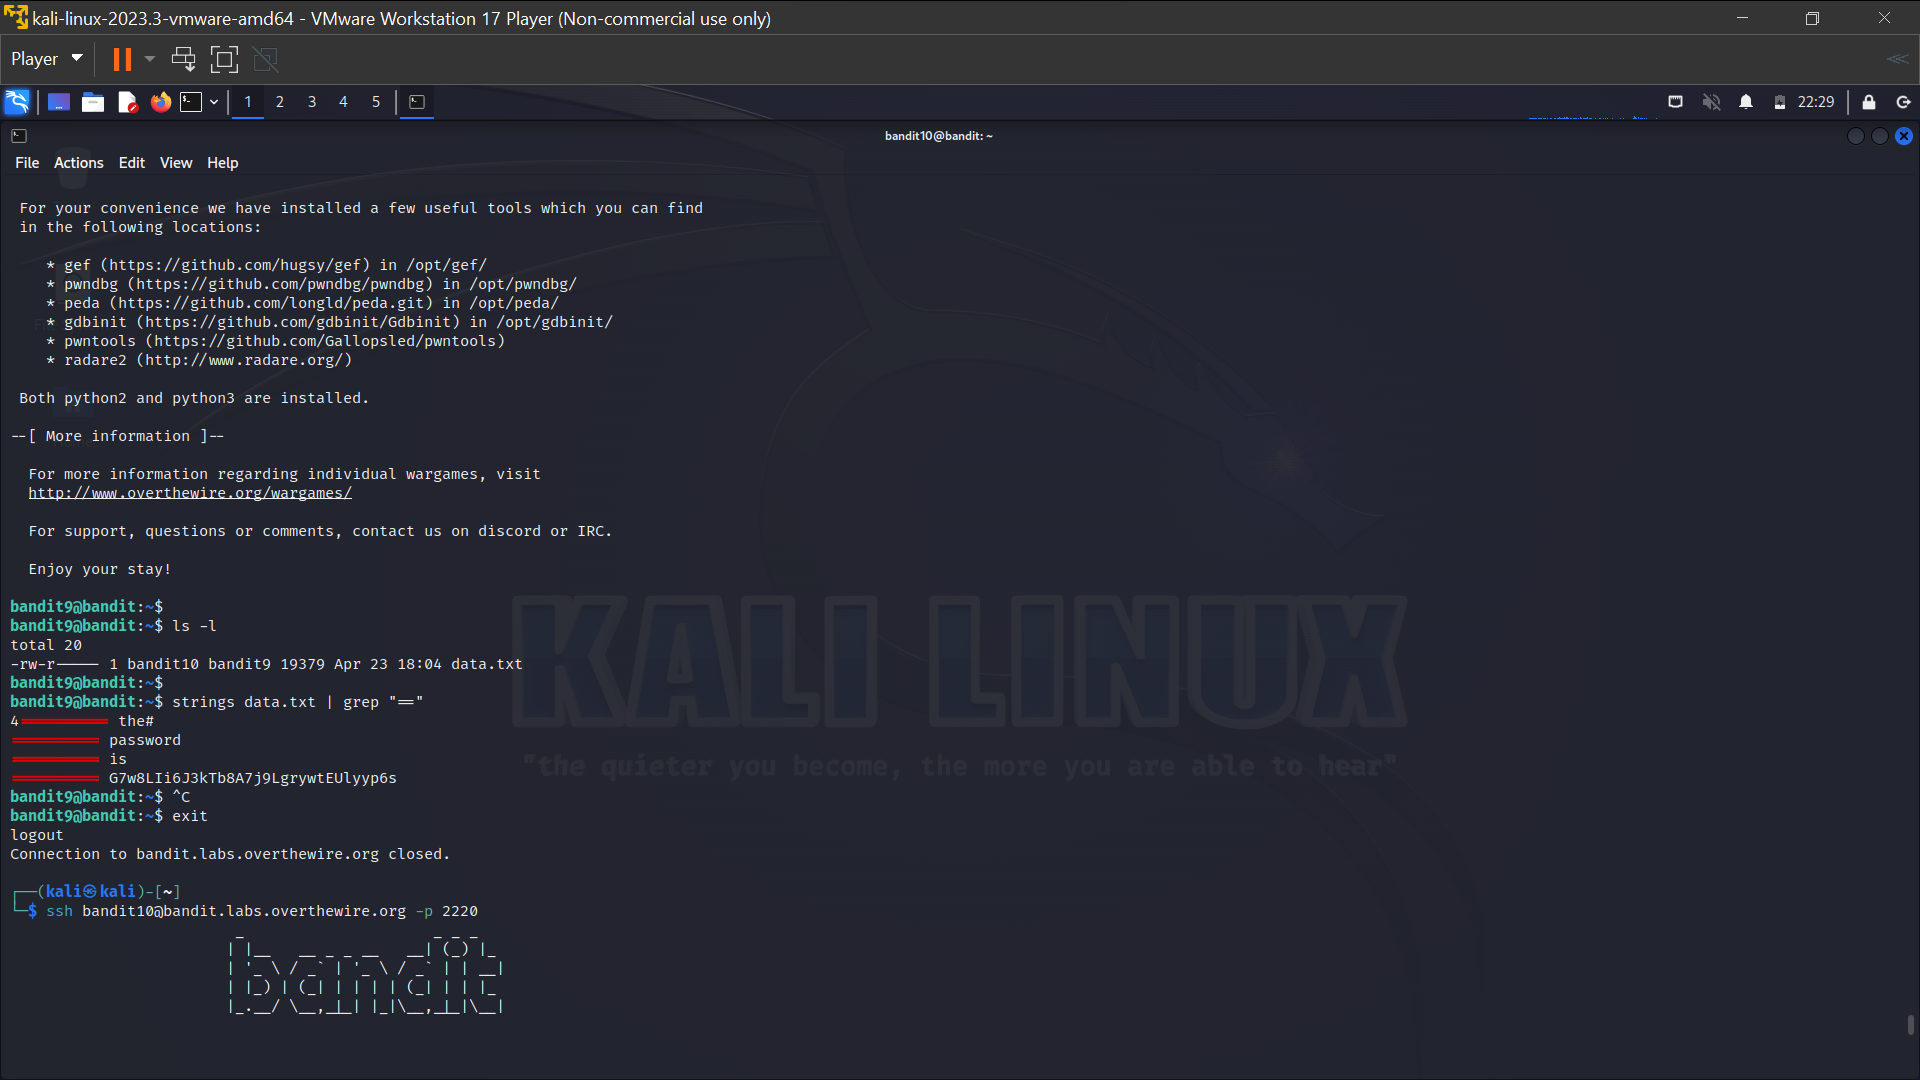 kali-linux-2023.3-vmware-amd64 - VMware Workstation 17 Player (Non-commercial use only)
Player
1 2 3 4 5
22:29
bandit10@bandit: ~
File Actions Edit View Help
For your convenience we have installed a few useful tools which you can find
in the following locations:
* gef (https://github.com/hugsy/gef) in /opt/gef/
* pwndbg (https://github.com/pwndbg/pwndbg) in /opt/pwndbg/
* peda (https://github.com/longld/peda.git) in /opt/peda/
* gdbinit (https://github.com/gdbinit/Gdbinit) in /opt/gdbinit/
* pwntools (https://github.com/Gallopsled/pwntools)
* radare2 (http://www.radare.org/)
Both python2 and python3 are installed.
--[ More information ]--
For more information regarding individual wargames, visit
http://www.overthewire.org/wargames/
For support, questions or comments, contact us on discord or IRC.
Enjoy your stay!
bandit9@bandit:~$
bandit9@bandit:~$ ls -l
total 20
-rw-r----- 1 bandit10 bandit9 19379 Apr 23 18:04 data.txt
bandit9@bandit:~$
bandit9@bandit:~$ strings data.txt | grep "=="
4========== the#
========== password
========== is
========== G7w8LIi6J3kTb8A7j9LgrywtEUlyyp6s
bandit9@bandit:~$ ^C
bandit9@bandit:~$ exit
logout
Connection to bandit.labs.overthewire.org closed.
┌──(kali㉿kali)-[~]
└─$ ssh bandit10@bandit.labs.overthewire.org -p 2220
bandit
KALI LINUX
"the quieter you become, the more you are able to hear"